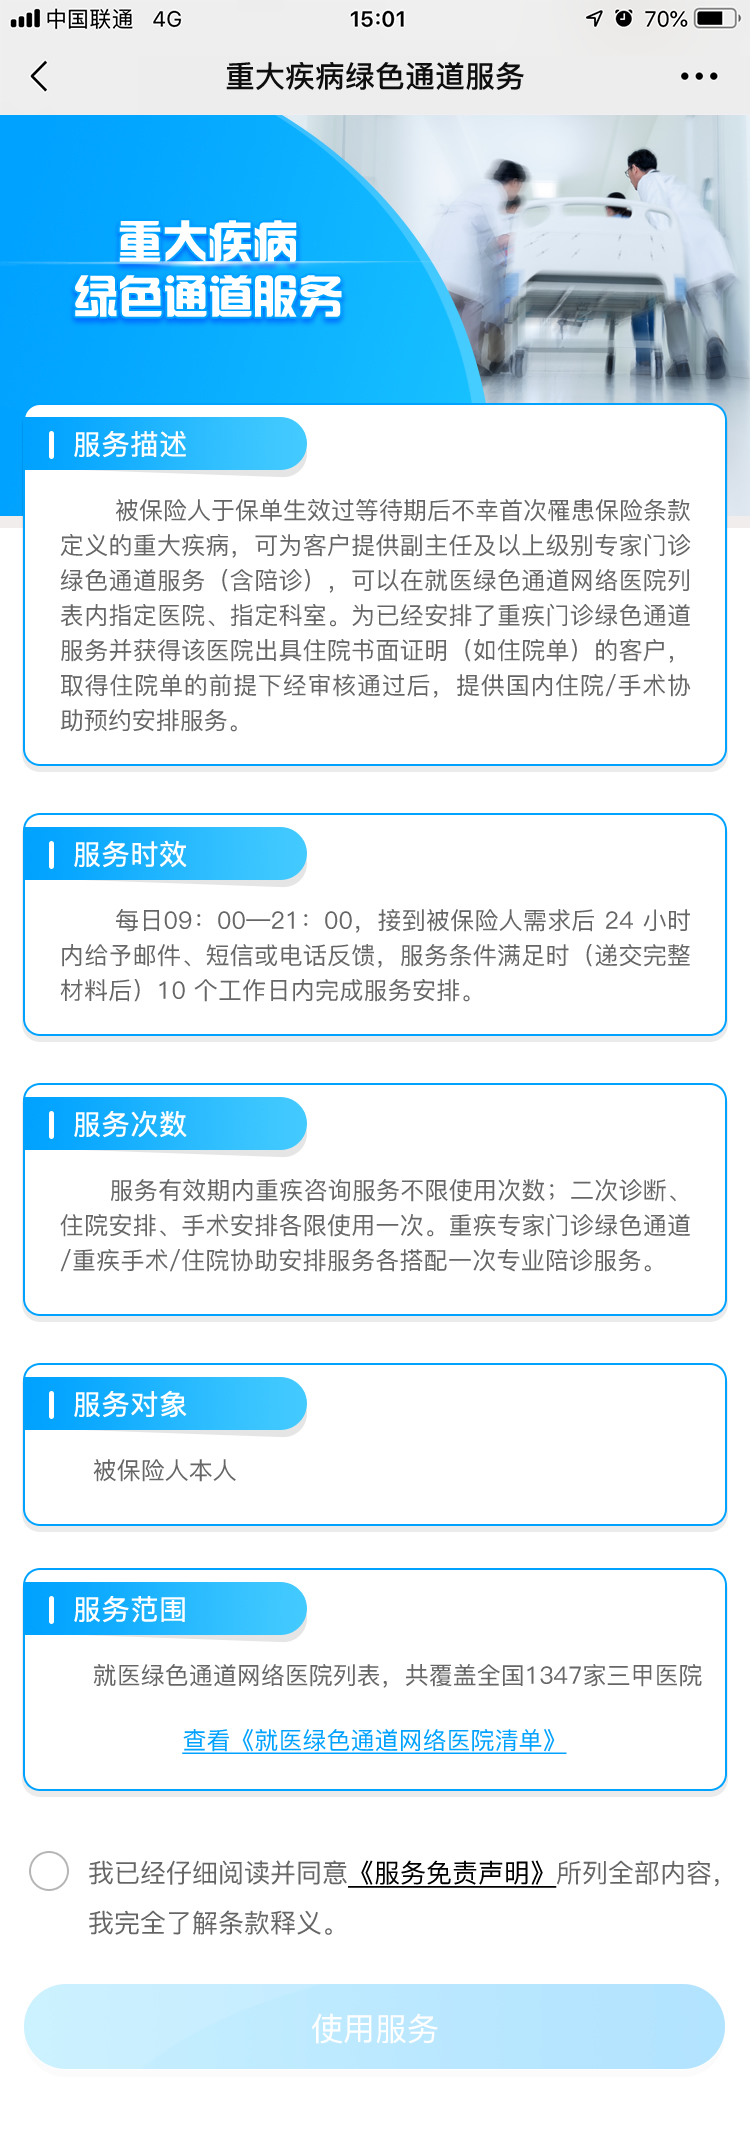 中国联通 4G 15:01 70%
重大疾病绿色通道服务
重大疾病
绿色通道服务
服务描述
被保险人于保单生效过等待期后不幸首次罹患保险条款
定义的重大疾病，可为客户提供副主任及以上级别专家门诊
绿色通道服务（含陪诊），可以在就医绿色通道网络医院列
表内指定医院、指定科室。为已经安排了重疾门诊绿色通道
服务并获得该医院出具住院书面证明（如住院单）的客户，
取得住院单的前提下经审核通过后，提供国内住院/手术协
助预约安排服务。
服务时效
每日09：00—21：00，接到被保险人需求后 24 小时
内给予邮件、短信或电话反馈，服务条件满足时（递交完整
材料后）10 个工作日内完成服务安排。
服务次数
服务有效期内重疾咨询服务不限使用次数；二次诊断、
住院安排、手术安排各限使用一次。重疾专家门诊绿色通道
/重疾手术/住院协助安排服务各搭配一次专业陪诊服务。
服务对象
被保险人本人
服务范围
就医绿色通道网络医院列表，共覆盖全国1347家三甲医院
查看《就医绿色通道网络医院清单》
我已经仔细阅读并同意《服务免责声明》所列全部内容，
我完全了解条款释义。
使用服务